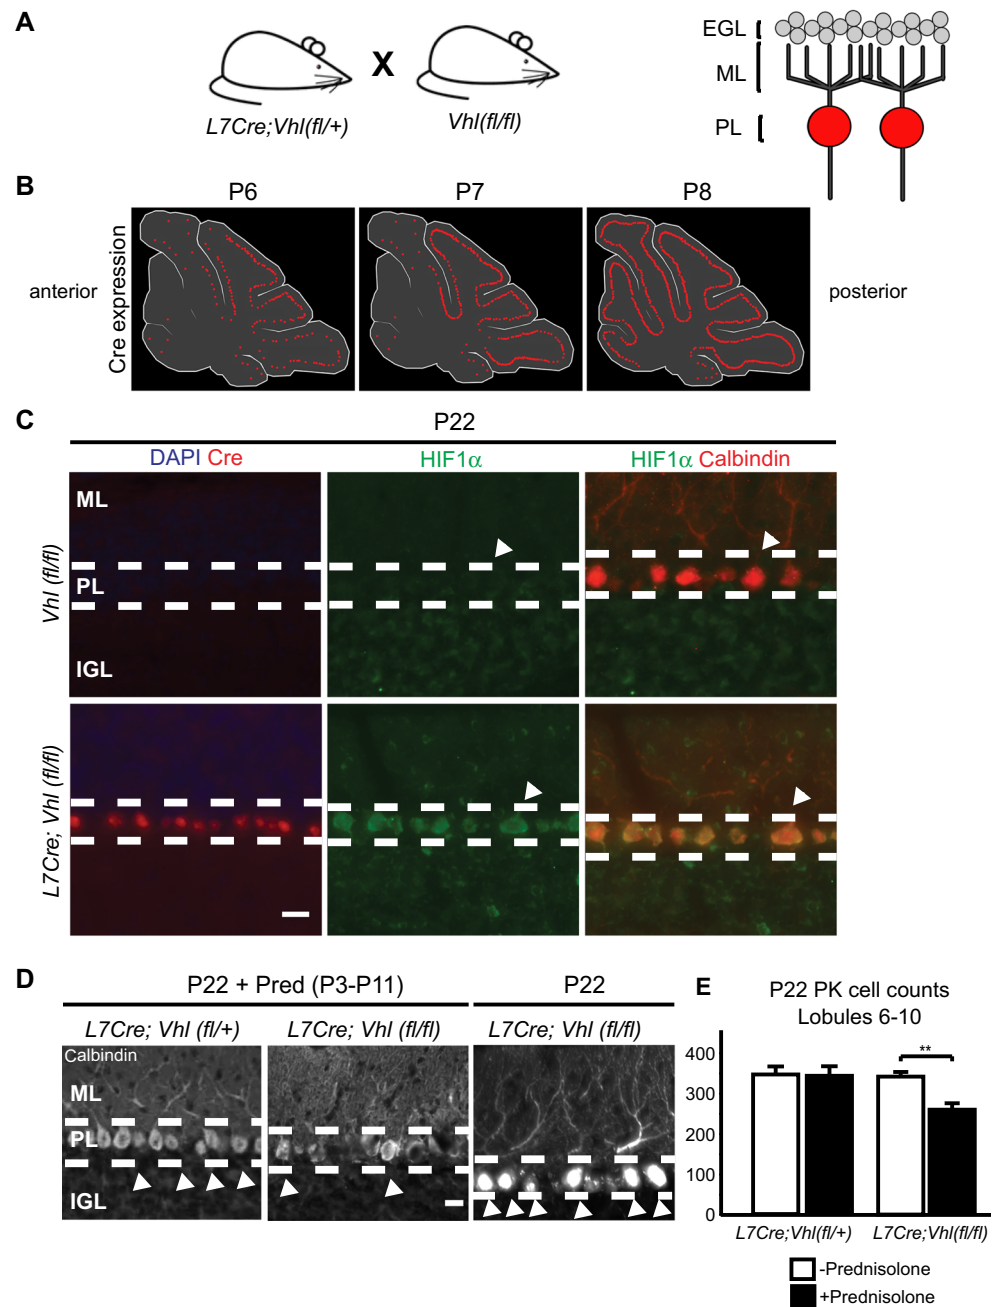 A
X
L7Cre;Vhl(fl/+)
Vhl(fl/fl)
EGL
ML
PL
B
P6
P7
P8
Cre expression
anterior
posterior
C
P22
DAPI Cre
HIF1α
HIF1α Calbindin
Vhl (fl/fl)
ML
PL
IGL
L7Cre; Vhl (fl/fl)
D
P22 + Pred (P3-P11)
P22
L7Cre; Vhl (fl/+)
L7Cre; Vhl (fl/fl)
L7Cre; Vhl (fl/fl)
Calbindin
ML
PL
IGL
E
P22 PK cell counts
Lobules 6-10
**
400
300
200
100
0
L7Cre;Vhl(fl/+)
L7Cre;Vhl(fl/fl)
-Prednisolone
+Prednisolone